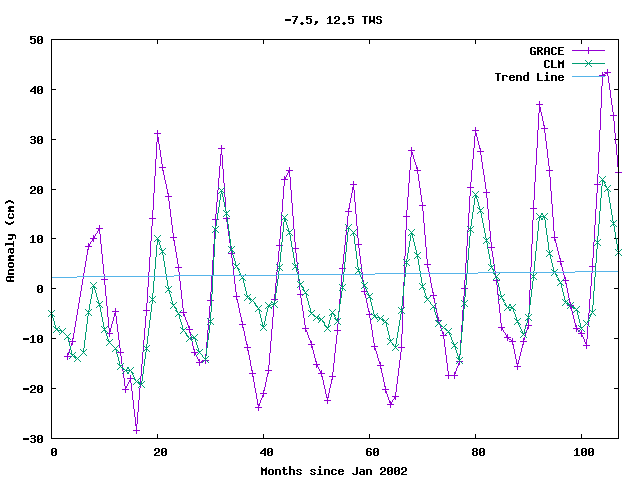 -7.5, 12.5 TWS
GRACE
CLM
Trend Line
Anomaly (cm)
50
40
30
20
10
0
-10
-20
-30
0 20 40 60 80 100
Months since Jan 2002